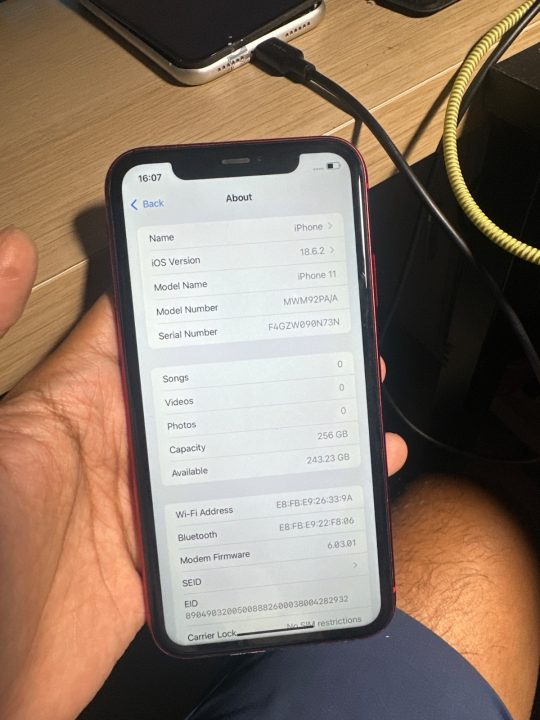 16:07
Back
About
Name
iPhone
iOS Version
18.6.2
Model Name
iPhone 11
Model Number
MWM92PA/A
Serial Number
F4GZW090N73N
Songs
0
Videos
0
Photos
0
Capacity
256 GB
Available
243.23 GB
Wi-Fi Address
E8:FB:E9:26:33:9A
Bluetooth
E8:FB:E9:22:F8:06
Modem Firmware
6.03.01
SEID
EID
89049032005008882600038004282932
Carrier Lock
No SIM restrictions